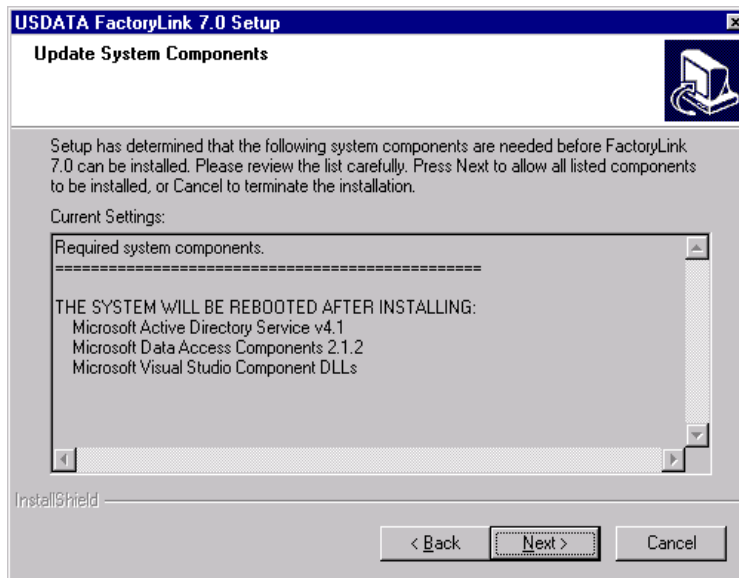 USDATA FactoryLink 7.0 Setup
Update System Components
Setup has determined that the following system components are needed before FactoryLink
7.0 can be installed. Please review the list carefully. Press Next to allow all listed components
to be installed, or Cancel to terminate the installation.
Current Settings:
Required system components.
================================================
THE SYSTEM WILL BE REBOOTED AFTER INSTALLING:
Microsoft Active Directory Service v4.1
Microsoft Data Access Components 2.1.2
Microsoft Visual Studio Component DLLs
InstallShield
< Back
Next >
Cancel